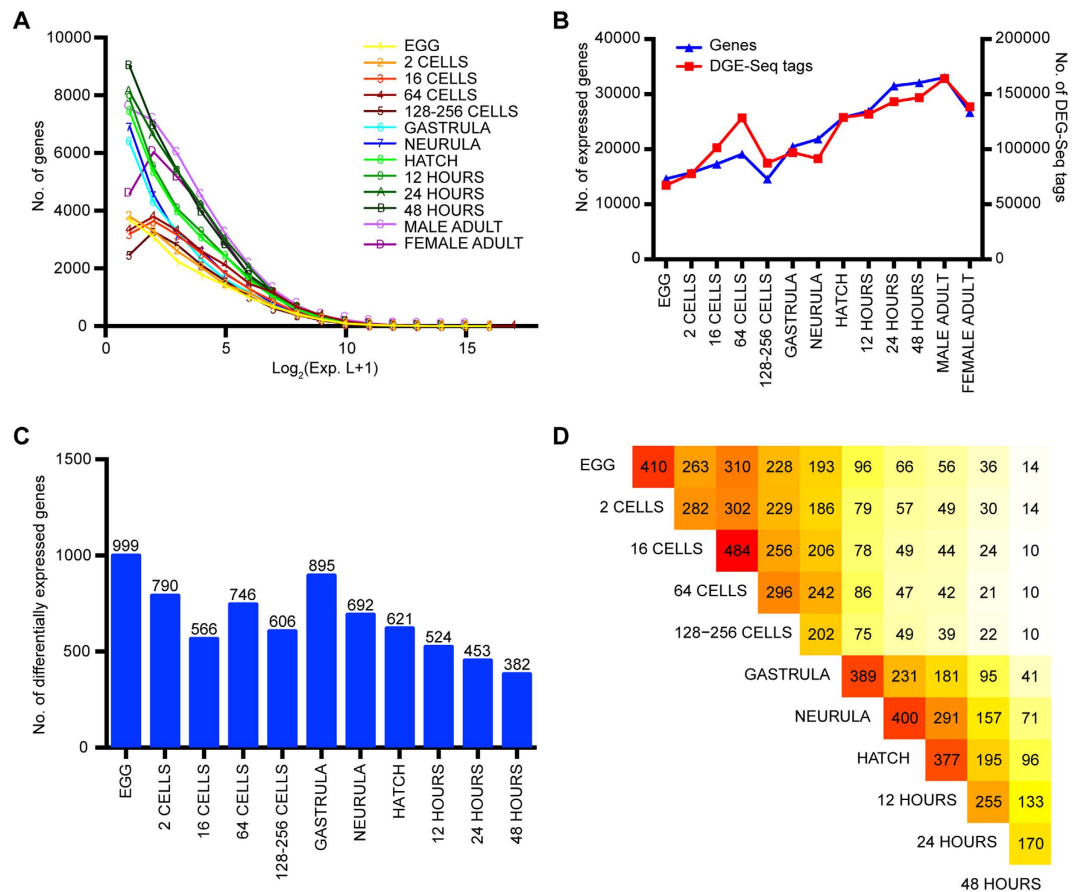 A
10000
8000
6000
4000
2000
0
No. of genes
0
5
10
15
Log2(Exp. L+1)
EGG
2 CELLS
16 CELLS
64 CELLS
128-256 CELLS
GASTRULA
NEURULA
HATCH
12 HOURS
24 HOURS
48 HOURS
MALE ADULT
FEMALE ADULT
B
40000
30000
20000
10000
0
No. of expressed genes
Genes
DGE-Seq tags
200000
150000
100000
50000
0
No. of DEG-Seq tags
EGG
2 CELLS
16 CELLS
64 CELLS
128-256 CELLS
GASTRULA
NEURULA
HATCH
12 HOURS
24 HOURS
48 HOURS
MALE ADULT
FEMALE ADULT
C
1500
1000
500
0
No. of differentially expressed genes
999
790
566
746
606
895
692
621
524
453
382
EGG
2 CELLS
16 CELLS
64 CELLS
128-256 CELLS
GASTRULA
NEURULA
HATCH
12 HOURS
24 HOURS
48 HOURS
D
EGG 410 263 310 228 193 96 66 56 36 14
2 CELLS 282 302 229 186 79 57 49 30 14
16 CELLS 484 256 206 78 49 44 24 10
64 CELLS 296 242 86 47 42 21 10
128−256 CELLS 202 75 49 39 22 10
GASTRULA 389 231 181 95 41
NEURULA 400 291 157 71
HATCH 377 195 96
12 HOURS 255 133
24 HOURS 170
48 HOURS